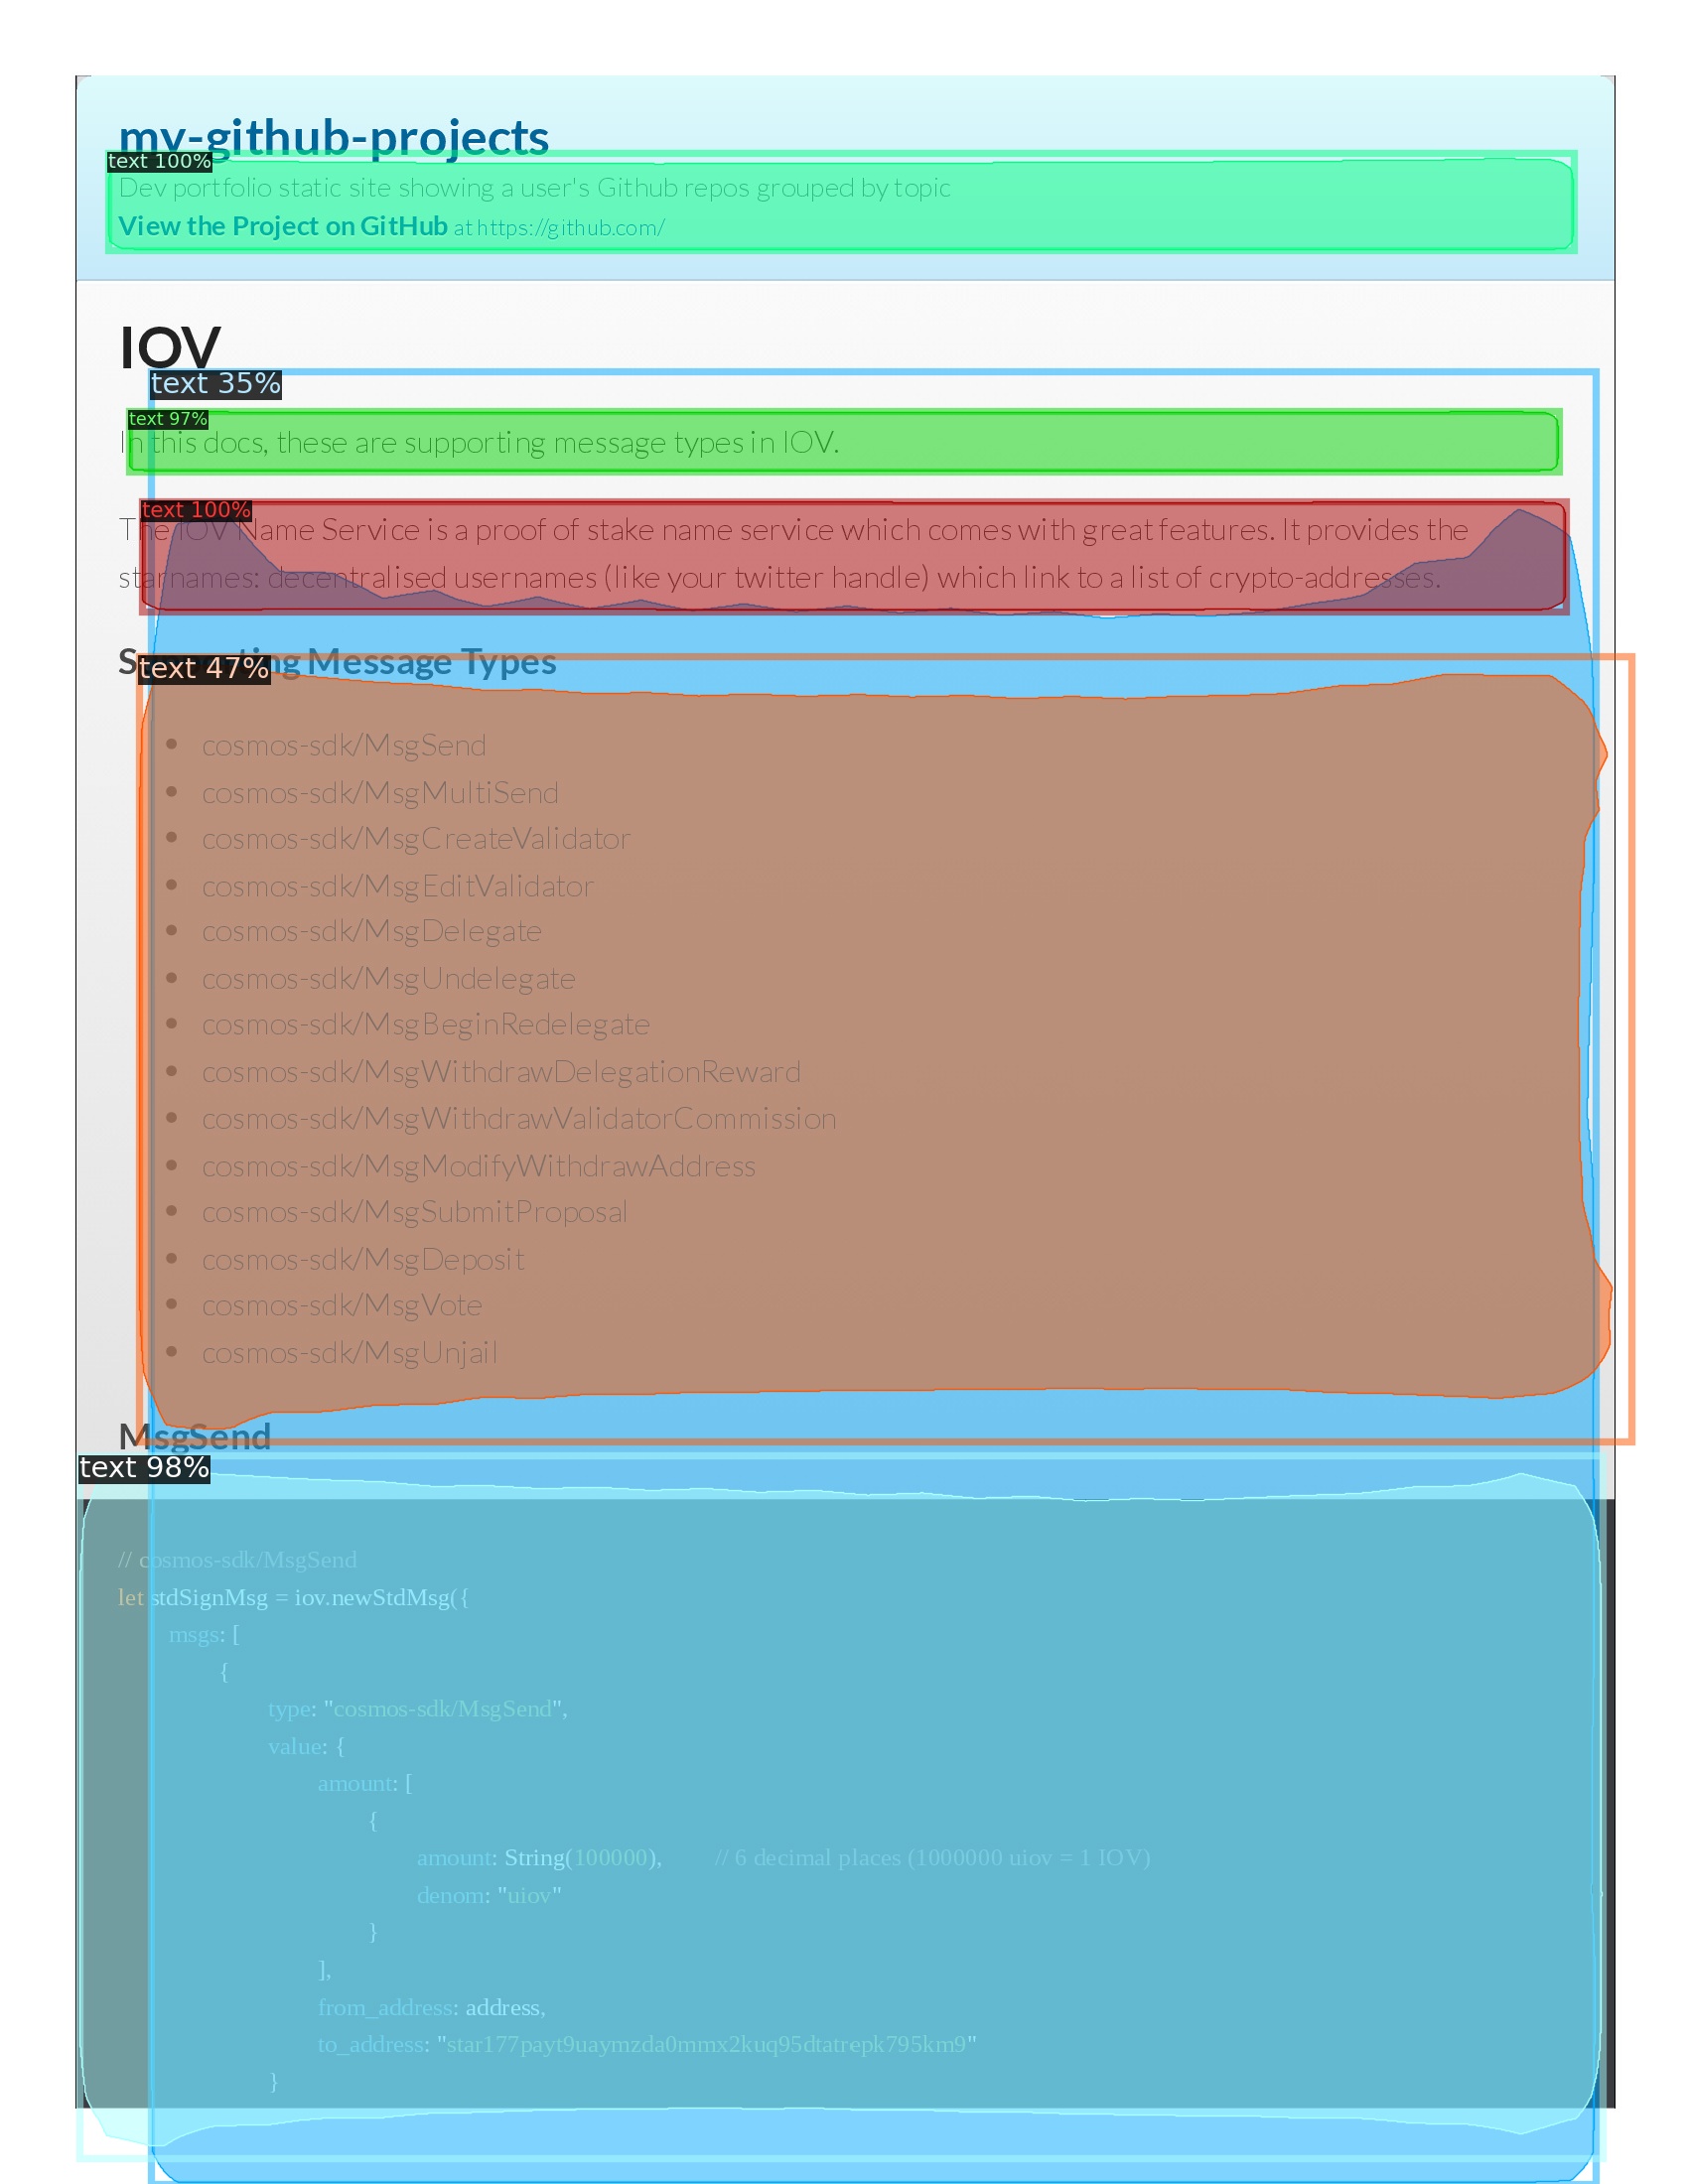 my-github-projects
text 100%
Dev portfolio static site showing a user's Github repos grouped by topic
View the Project on GitHub at https://github.com/
IOV
text 35%
text 97%
In this docs, these are supporting message types in IOV.
text 100%
The IOV Name Service is a proof of stake name service which comes with great features. It provides the
starnames: decentralised usernames (like your twitter handle) which link to a list of crypto-addresses.
Supporting Message Types
text 47%
cosmos-sdk/MsgSend
cosmos-sdk/MsgMultiSend
cosmos-sdk/MsgCreateValidator
cosmos-sdk/MsgEditValidator
cosmos-sdk/MsgDelegate
cosmos-sdk/MsgUndelegate
cosmos-sdk/MsgBeginRedelegate
cosmos-sdk/MsgWithdrawDelegationReward
cosmos-sdk/MsgWithdrawValidatorCommission
cosmos-sdk/MsgModifyWithdrawAddress
cosmos-sdk/MsgSubmitProposal
cosmos-sdk/MsgDeposit
cosmos-sdk/MsgVote
cosmos-sdk/MsgUnjail
MsgSend
text 98%
// cosmos-sdk/MsgSend
let stdSignMsg = iov.newStdMsg({
msgs: [
{
type: "cosmos-sdk/MsgSend",
value: {
amount: [
{
amount: String(100000), // 6 decimal places (1000000 uiov = 1 IOV)
denom: "uiov"
}
],
from_address: address,
to_address: "star177payt9uaymzda0mmx2kuq95dtatrepk795km9"
}